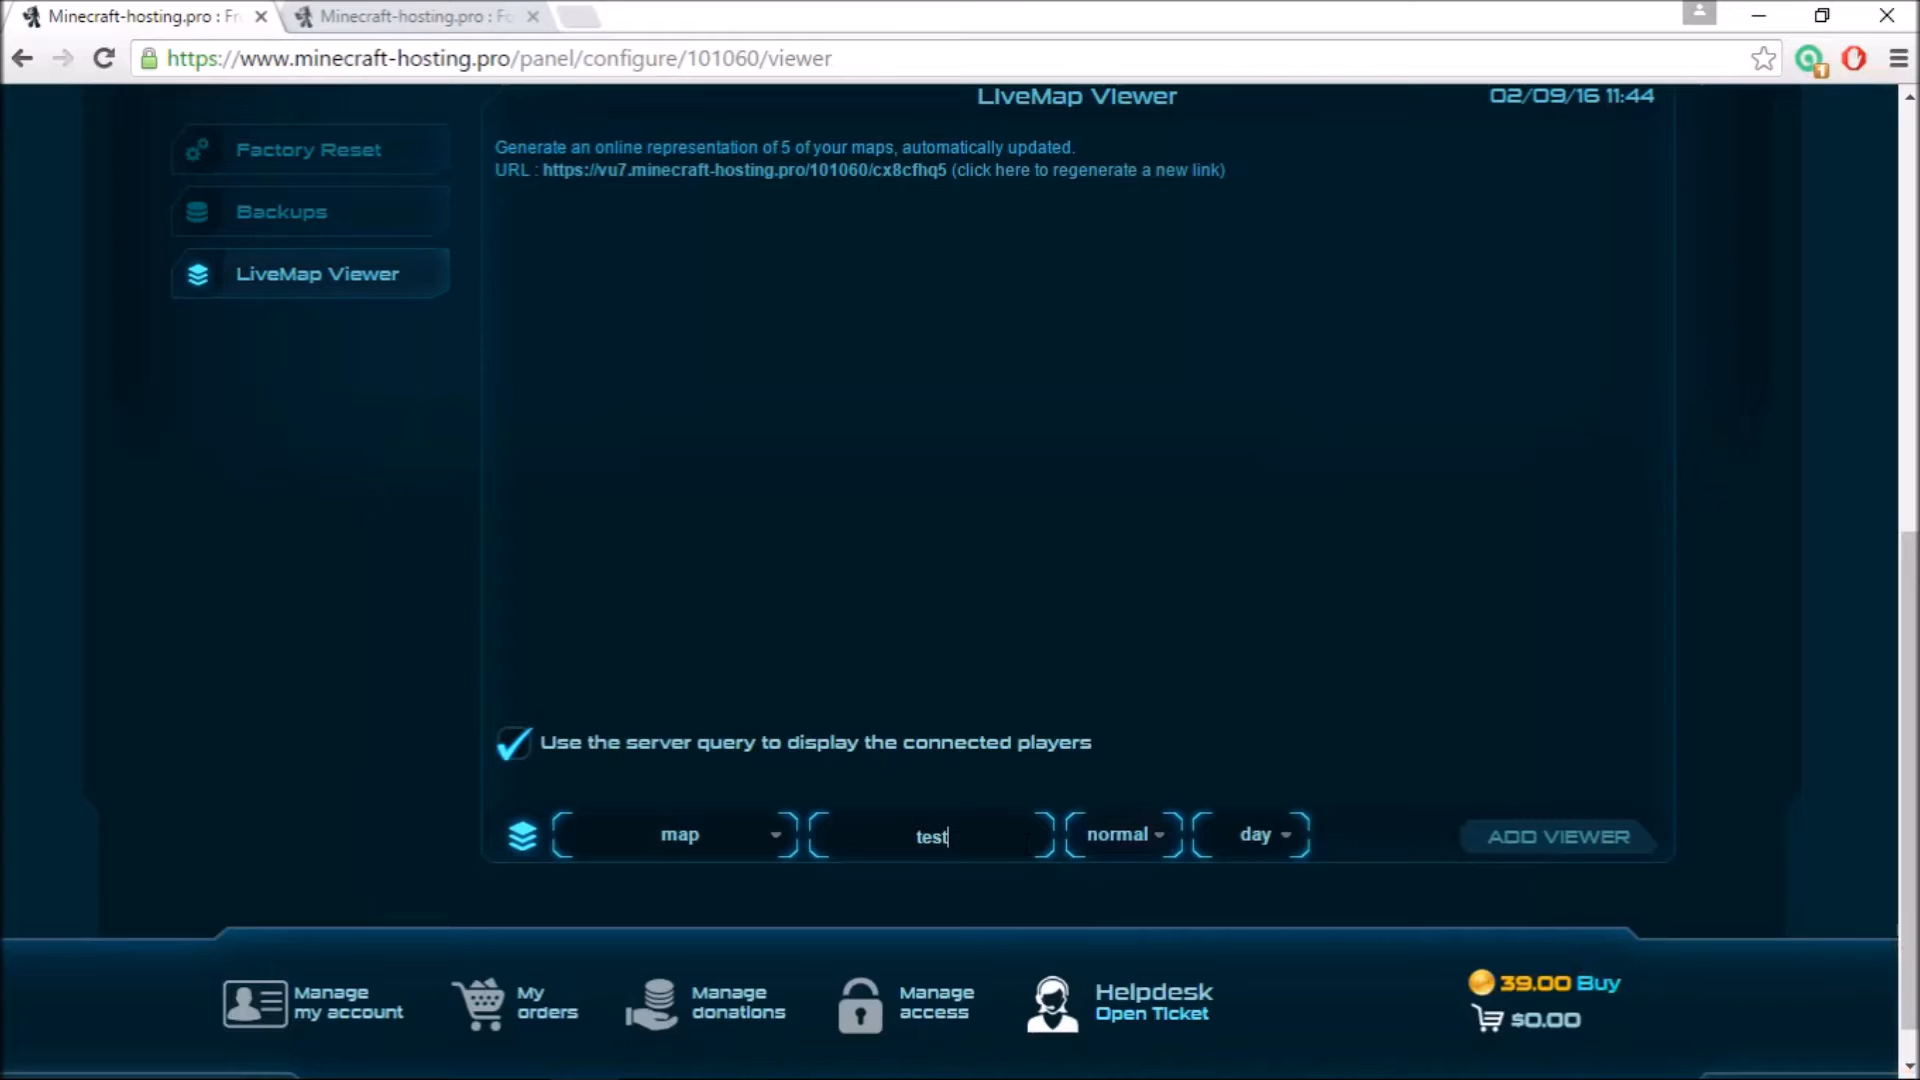 Minecraft-hosting.pro : Fr
Minecraft-hosting.pro : Fo
https://www.minecraft-hosting.pro/panel/configure/101060/viewer
1
LiveMap Viewer
02/09/16 11:44
Factory Reset
Backups
LiveMap Viewer
Generate an online representation of 5 of your maps, automatically updated.
URL : https://vu7.minecraft-hosting.pro/101060/cx8cfhq5 (click here to regenerate a new link)
Use the server query to display the connected players
map
test
normal
day
ADD VIEWER
Manage
my account
My
orders
Manage
donations
Manage
access
Helpdesk
Open Ticket
39.00 Buy
$0.00